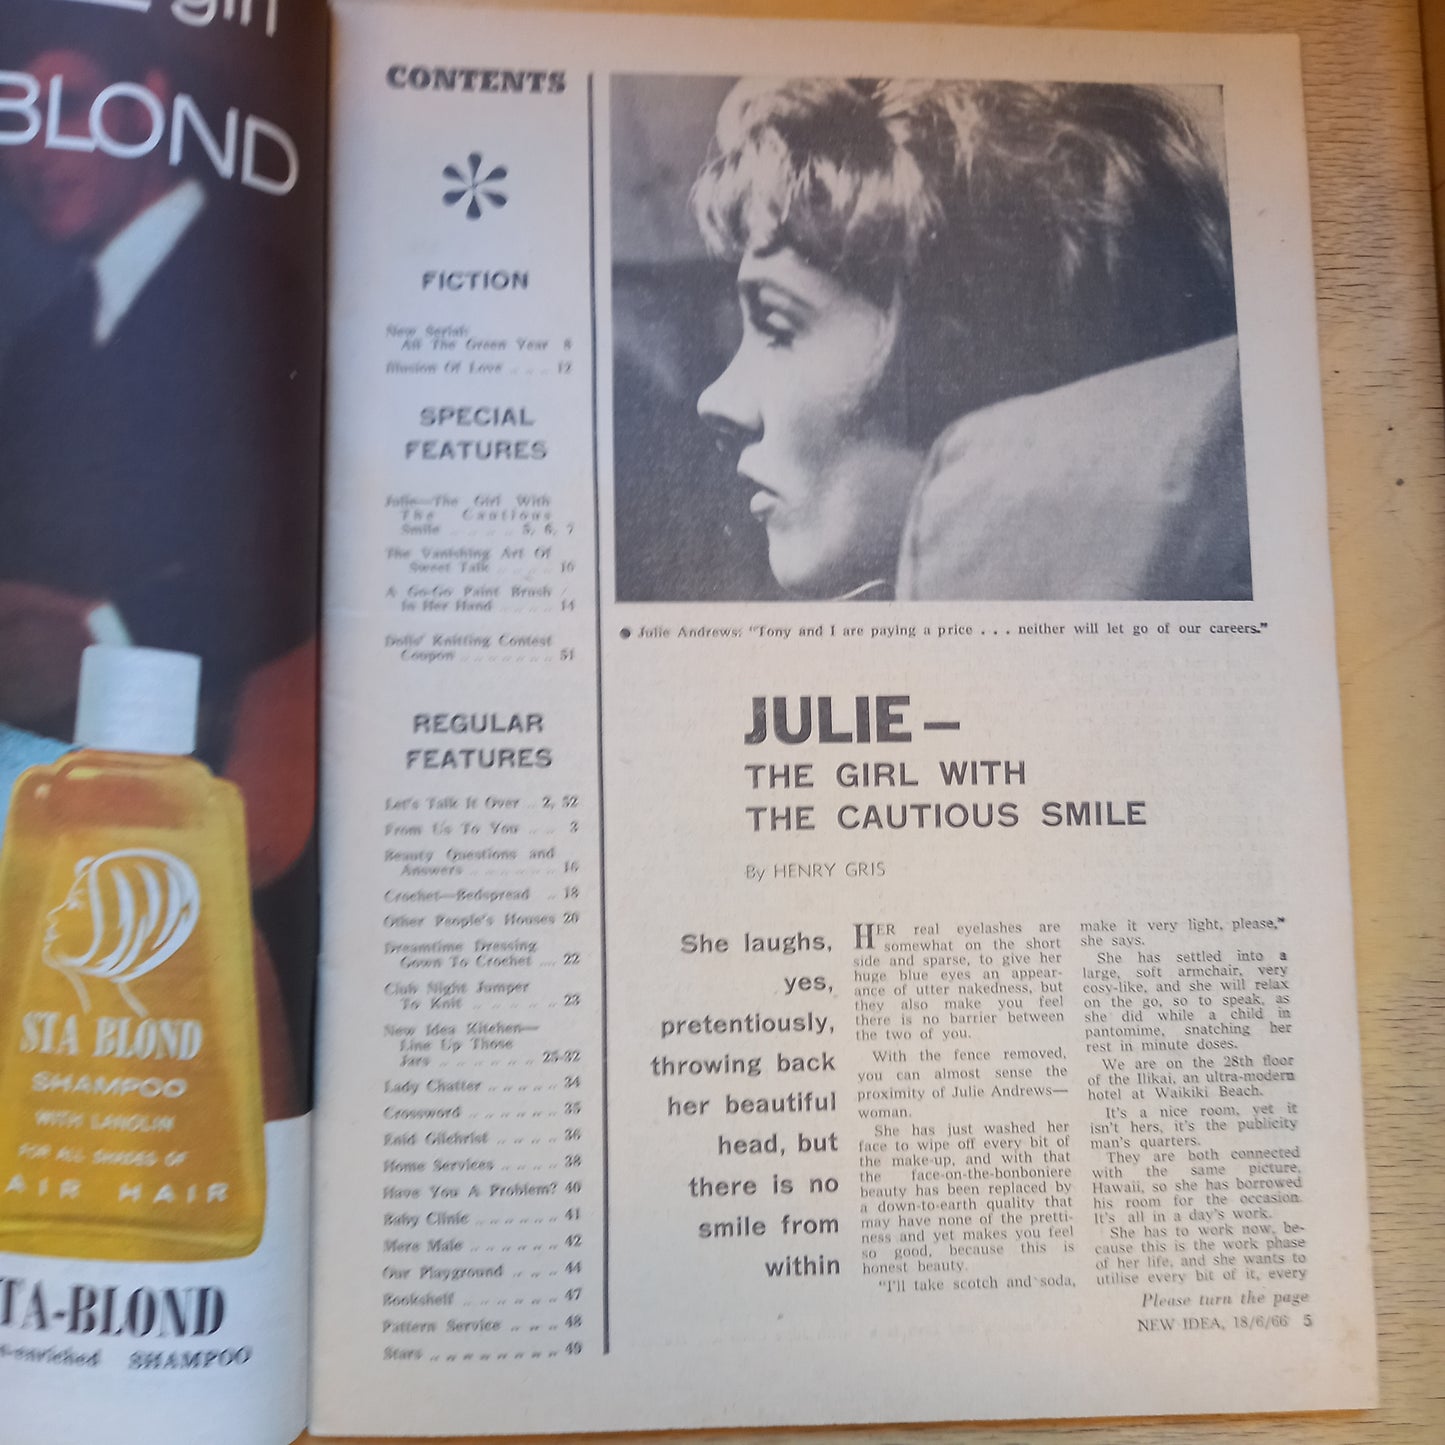 girl
BLOND
STA BLOND
SHAMPOO
WITH LANOLIN
FOR ALL SHADES OF
AIR HAIR
TA-BLOND
SHAMPOO
CONTENTS
FICTION
New Serial:
All The Green Year 8
Illusion Of Love .. .. .. 12
SPECIAL
FEATURES
Julie—The Girl With
The Cautious
Smile .. .. .. .. 5, 6, 7
The Vanishing Art Of
Sweet Talk .. .. .. 10
A Go-Go Paint Brush
In Her Hand .. .. .. 14
Dolls' Knitting Contest
Coupon .. .. .. .. .. .. 51
REGULAR
FEATURES
Let's Talk It Over .. 2, 52
From Us To You .. .. 3
Beauty Questions and
Answers .. .. .. .. .. 16
Crochet—Bedspread .. 18
Other People's Houses 20
Dreamtime Dressing
Gown To Crochet .... 22
Club Night Jumper
To Knit .. .. .. .. .. 23
New Idea Kitchen—
Line Up Those
Jars .. .. .. .. .. 25-32
Lady Chatter .. .. .. .. 34
Crossword .. .. .. .. .. 35
Enid Gilchrist .. .. .. 36
Home Services .. .. .. 38
Have You A Problem? 40
Baby Clinic .. .. .. .. .. 41
Mere Male .. .. .. .. .. 42
Our Playground .. .. .. 44
Bookshelf .. .. .. .. .. 47
Pattern Service .. .. .. 48
Stars .. .. .. .. .. .. .. 49
● Julie Andrews: "Tony and I are paying a price . . . neither will let go of our careers."
JULIE —
THE GIRL WITH
THE CAUTIOUS SMILE
By HENRY GRIS
She laughs,
yes,
pretentiously,
throwing back
her beautiful
head, but
there is no
smile from
within
HER real eyelashes are
somewhat on the short
side and sparse, to give her
huge blue eyes an appear-
ance of utter nakedness, but
they also make you feel
there is no barrier between
the two of you.
With the fence removed,
you can almost sense the
proximity of Julie Andrews—
woman.
She has just washed her
face to wipe off every bit of
the make-up, and with that
the face-on-the-bonboniere
beauty has been replaced by
a down-to-earth quality that
may have none of the pretti-
ness and yet makes you feel
so good, because this is
honest beauty.
"I'll take scotch and soda,
make it very light, please,"
she says.
She has settled into a
large, soft armchair, very
cosy-like, and she will relax
on the go, so to speak, as
she did while a child in
pantomime, snatching her
rest in minute doses.
We are on the 28th floor
of the Ilikai, an ultra-modern
hotel at Waikiki Beach.
It's a nice room, yet it
isn't hers, it's the publicity
man's quarters.
They are both connected
with the same picture,
Hawaii, so she has borrowed
his room for the occasion.
It's all in a day's work.
She has to work now, be-
cause this is the work phase
of her life, and she wants to
utilise every bit of it, every
Please turn the page
NEW IDEA, 18/6/66 5